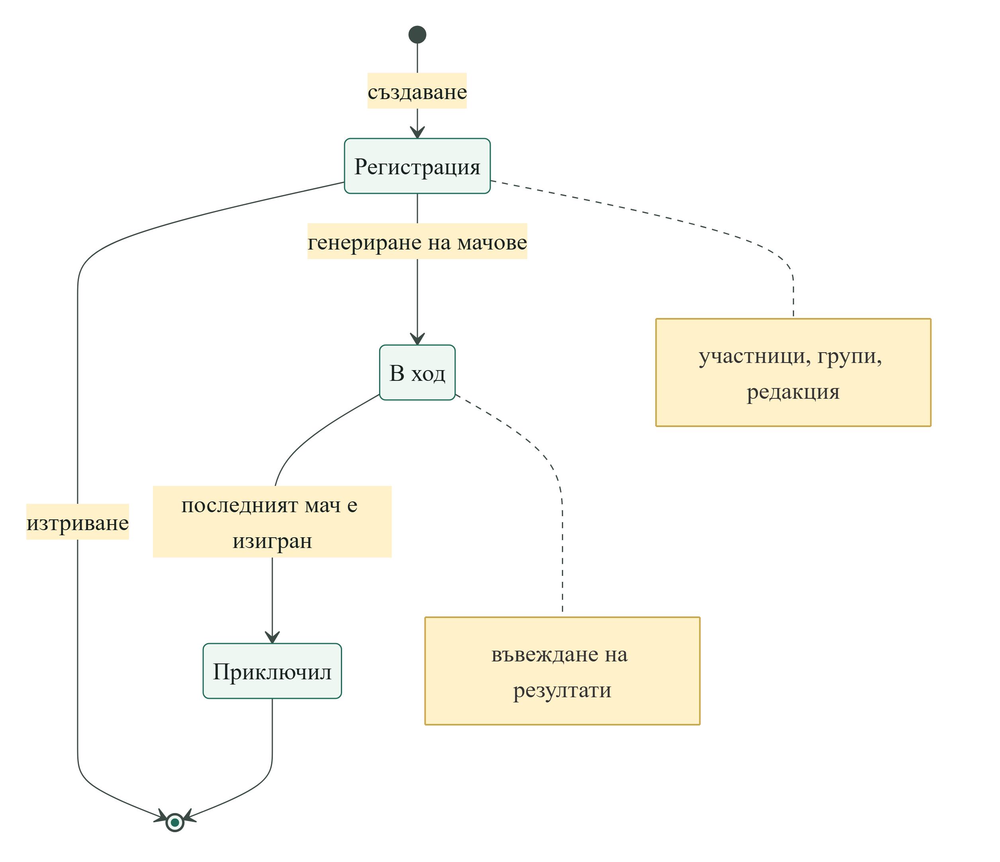 създаване
Регистрация
генериране на мачове
участници, групи,
редакция
В ход
последният мач е
изигран
изтриване
въвеждане на
резултати
Приключил